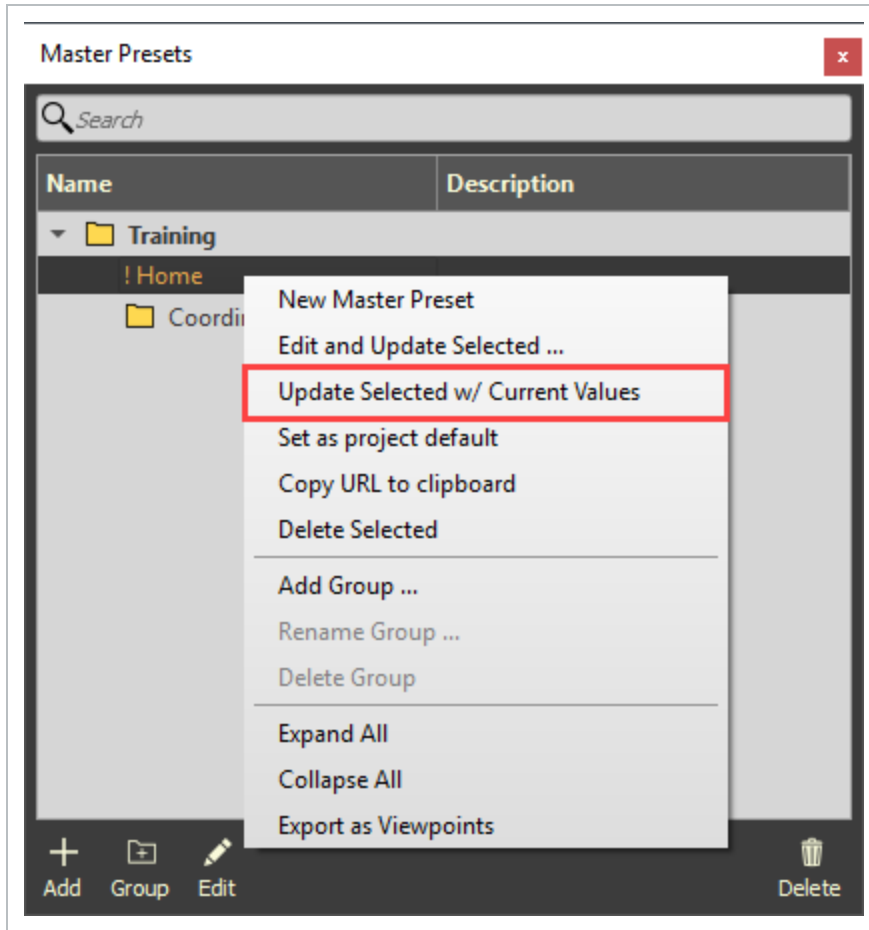 Master Presets
x
Search
Name Description
Training
! Home
New Master Preset
Edit and Update Selected ...
Update Selected w/ Current Values
Set as project default
Copy URL to clipboard
Delete Selected
Add Group ...
Rename Group ...
Delete Group
Expand All
Collapse All
Export as Viewpoints
Add Group Edit Delete